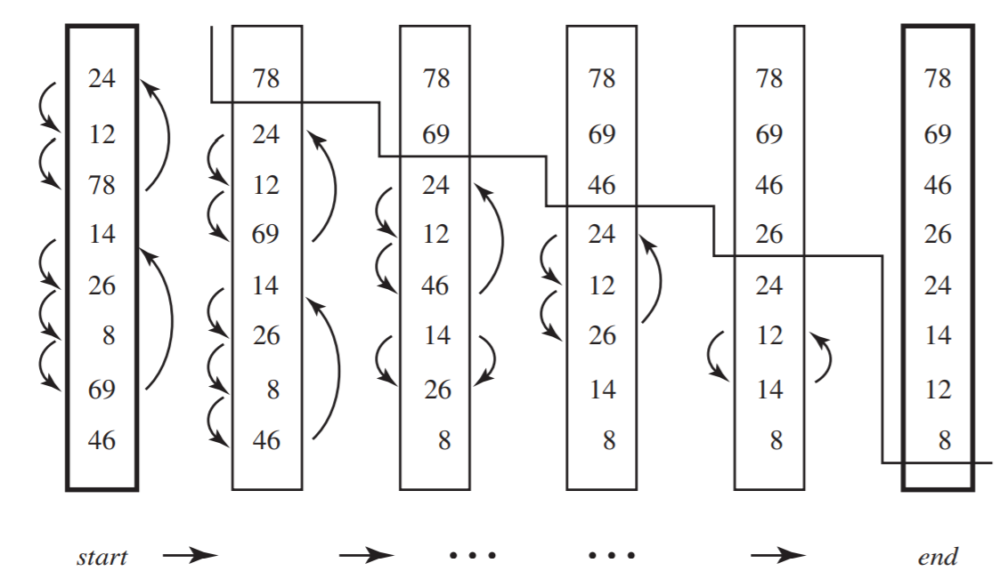 24 78 78 78 78 78
12 24 69 69 69 69
78 12 24 46 46 46
14 69 12 24 26 26
26 14 46 12 24 24
8 26 14 26 12 14
69 8 26 14 14 12
46 46 8 8 8 8
start • • • • • • end